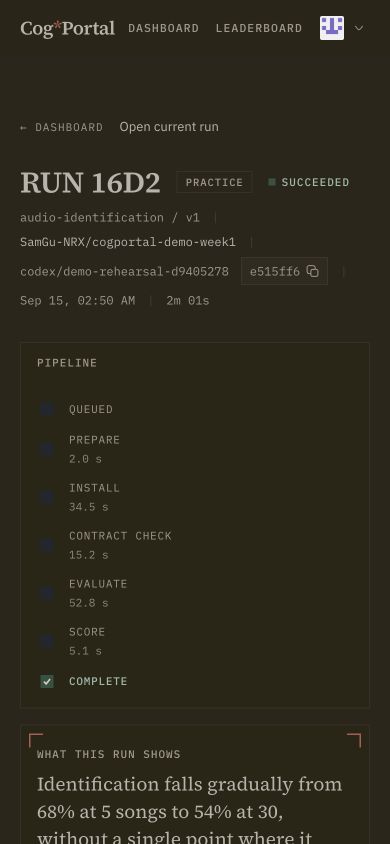 Cog*Portal DASHBOARD LEADERBOARD
← DASHBOARD Open current run
RUN 16D2 PRACTICE SUCCEEDED
audio-identification / v1 |
SamGu-NRX/cogportal-demo-week1 |
codex/demo-rehearsal-d9405278 e515ff6 |
Sep 15, 02:50 AM | 2m 01s
PIPELINE
QUEUED
PREPARE
2.0 s
INSTALL
34.5 s
CONTRACT CHECK
15.2 s
EVALUATE
52.8 s
SCORE
5.1 s
COMPLETE
WHAT THIS RUN SHOWS
Identification falls gradually from
68% at 5 songs to 54% at 30,
without a single point where it